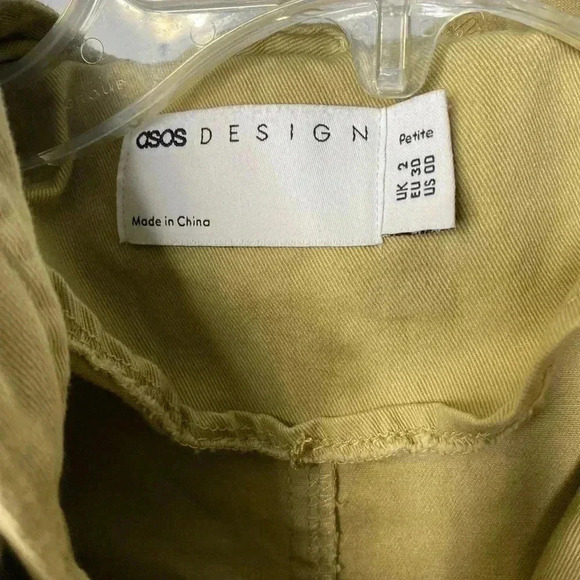 asos DESIGN
Made in China
Petite
UK 2
EU 30
US 00